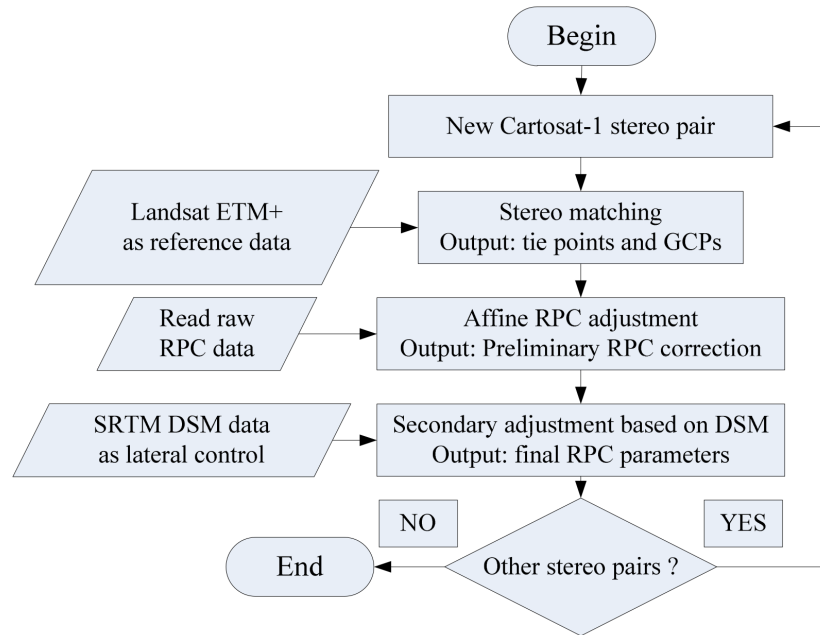 Begin
New Cartosat-1 stereo pair
Landsat ETM+
as reference data
Stereo matching
Output: tie points and GCPs
Read raw
RPC data
Affine RPC adjustment
Output: Preliminary RPC correction
SRTM DSM data
as lateral control
Secondary adjustment based on DSM
Output: final RPC parameters
NO
YES
End
Other stereo pairs ?